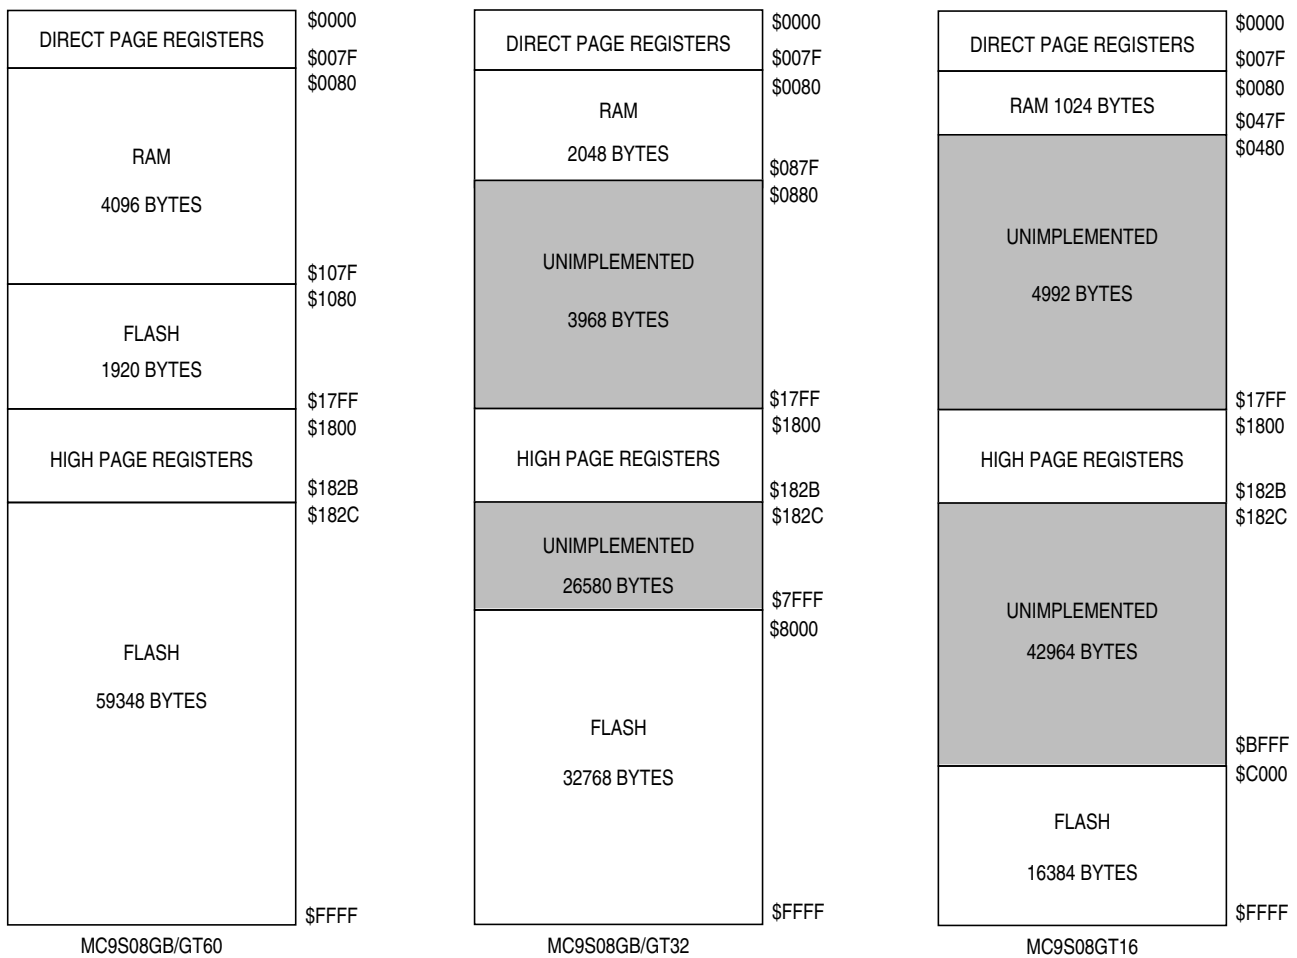 DIRECT PAGE REGISTERS
$0000
$007F
$0080
RAM
4096 BYTES
$107F
$1080
FLASH
1920 BYTES
$17FF
$1800
HIGH PAGE REGISTERS
$182B
$182C
FLASH
59348 BYTES
$FFFF
MC9S08GB/GT60
DIRECT PAGE REGISTERS
$0000
$007F
$0080
RAM
2048 BYTES
$087F
$0880
UNIMPLEMENTED
3968 BYTES
$17FF
$1800
HIGH PAGE REGISTERS
$182B
$182C
UNIMPLEMENTED
26580 BYTES
$7FFF
$8000
FLASH
32768 BYTES
$FFFF
MC9S08GB/GT32
DIRECT PAGE REGISTERS
$0000
$007F
$0080
RAM 1024 BYTES
$047F
$0480
UNIMPLEMENTED
4992 BYTES
$17FF
$1800
HIGH PAGE REGISTERS
$182B
$182C
UNIMPLEMENTED
42964 BYTES
$BFFF
$C000
FLASH
16384 BYTES
$FFFF
MC9S08GT16